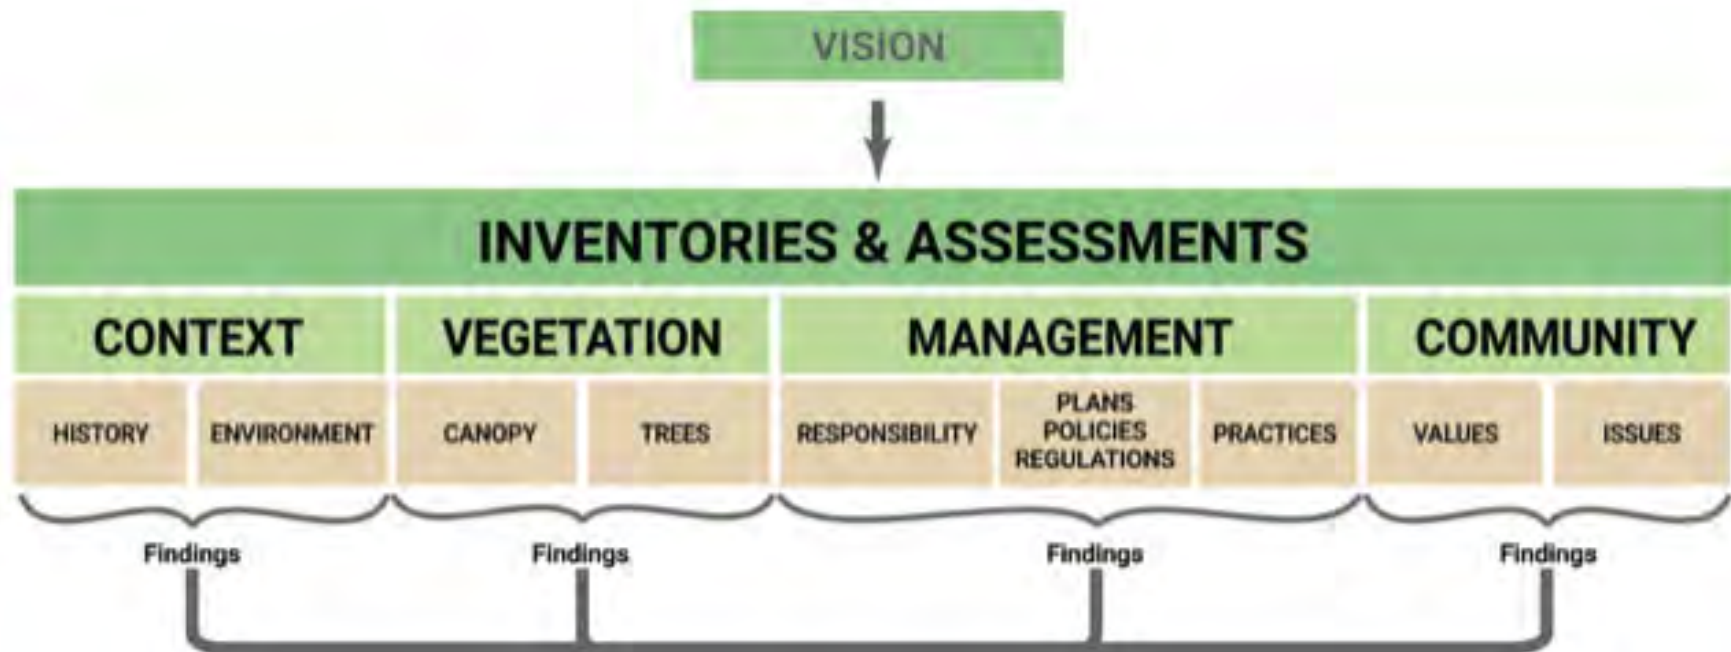 VISION
INVENTORIES & ASSESSMENTS
CONTEXT
VEGETATION
MANAGEMENT
COMMUNITY
HISTORY
ENVIRONMENT
CANOPY
TREES
RESPONSIBILITY
PLANS
POLICIES
REGULATIONS
PRACTICES
VALUES
ISSUES
Findings
Findings
Findings
Findings